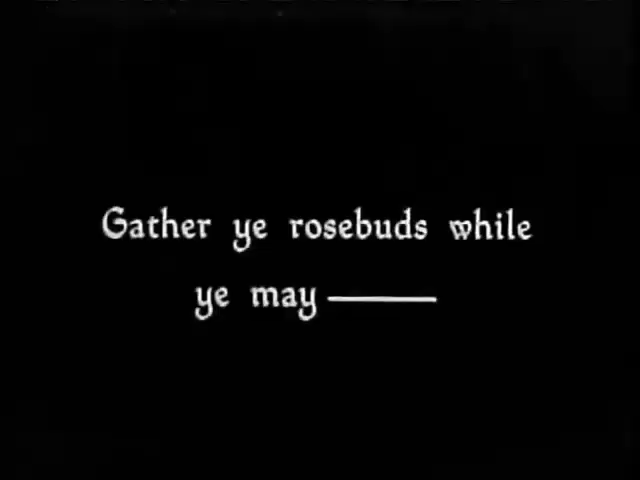 Gather ye rosebuds while
ye may ———